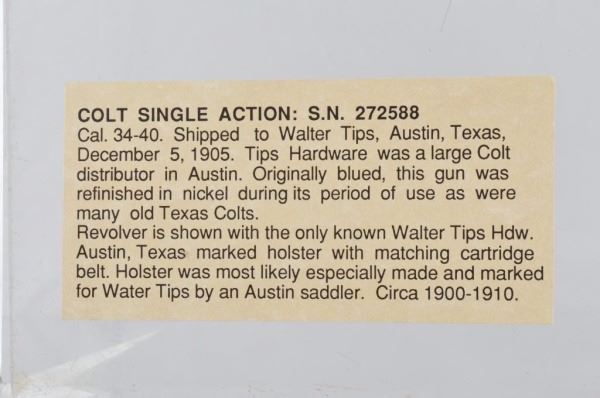 COLT SINGLE ACTION: S.N. 272588
Cal. 34-40. Shipped to Walter Tips, Austin, Texas,
December 5, 1905. Tips Hardware was a large Colt
distributor in Austin. Originally blued, this gun was
refinished in nickel during its period of use as were
many old Texas Colts.
Revolver is shown with the only known Walter Tips Hdw.
Austin, Texas marked holster with matching cartridge
belt. Holster was most likely especially made and marked
for Water Tips by an Austin saddler. Circa 1900-1910.